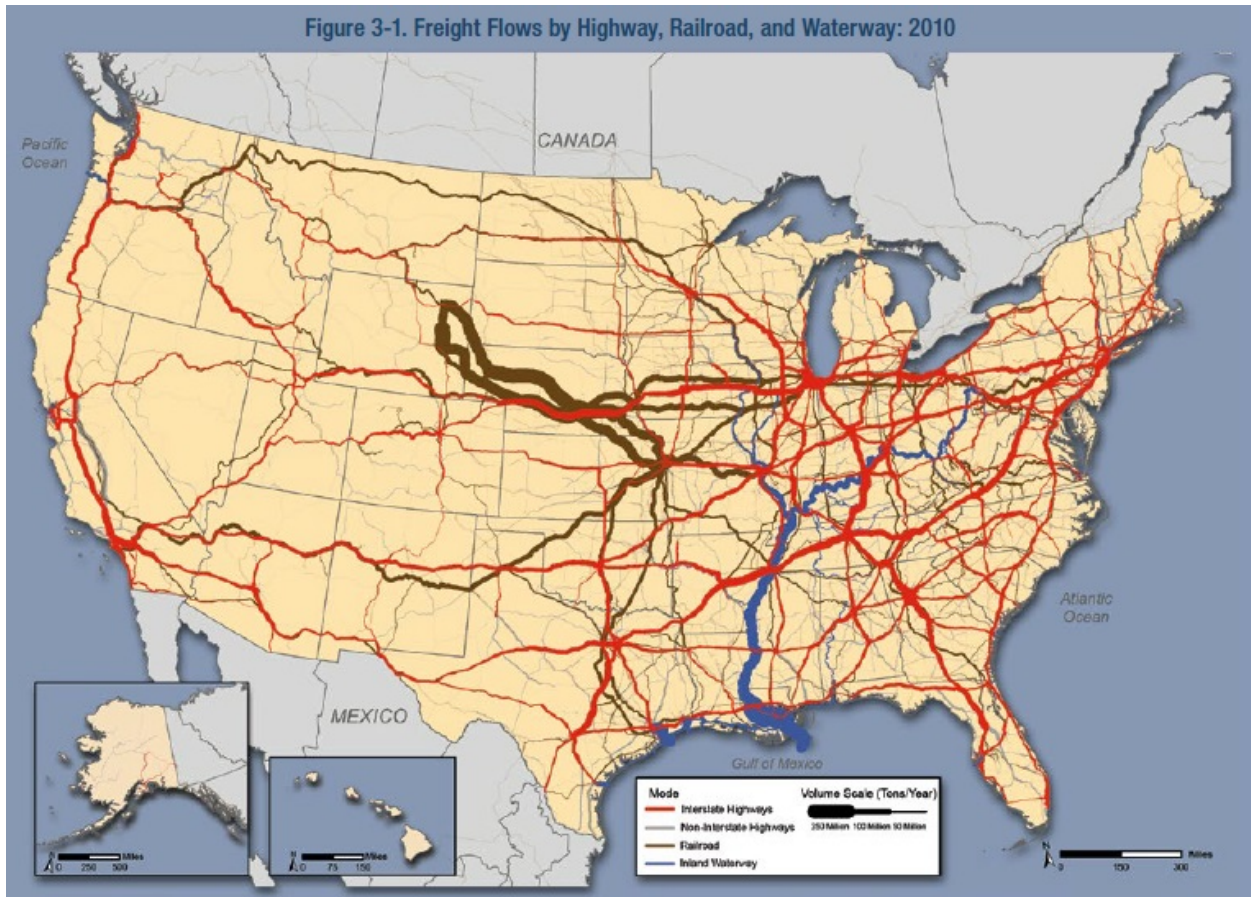 Figure 3-1. Freight Flows by Highway, Railroad, and Waterway: 2010
Pacific
Ocean
CANADA
Atlantic
Ocean
MEXICO
Gulf of Mexico
Mode
Interstate Highways
Non-Interstate Highways
Railroad
Inland Waterway
Volume Scale (Tons/Year)
250 Million 100 Million 50 Million
N
Miles
0 250 500
N
Miles
0 75 150
N
Miles
0 150 300